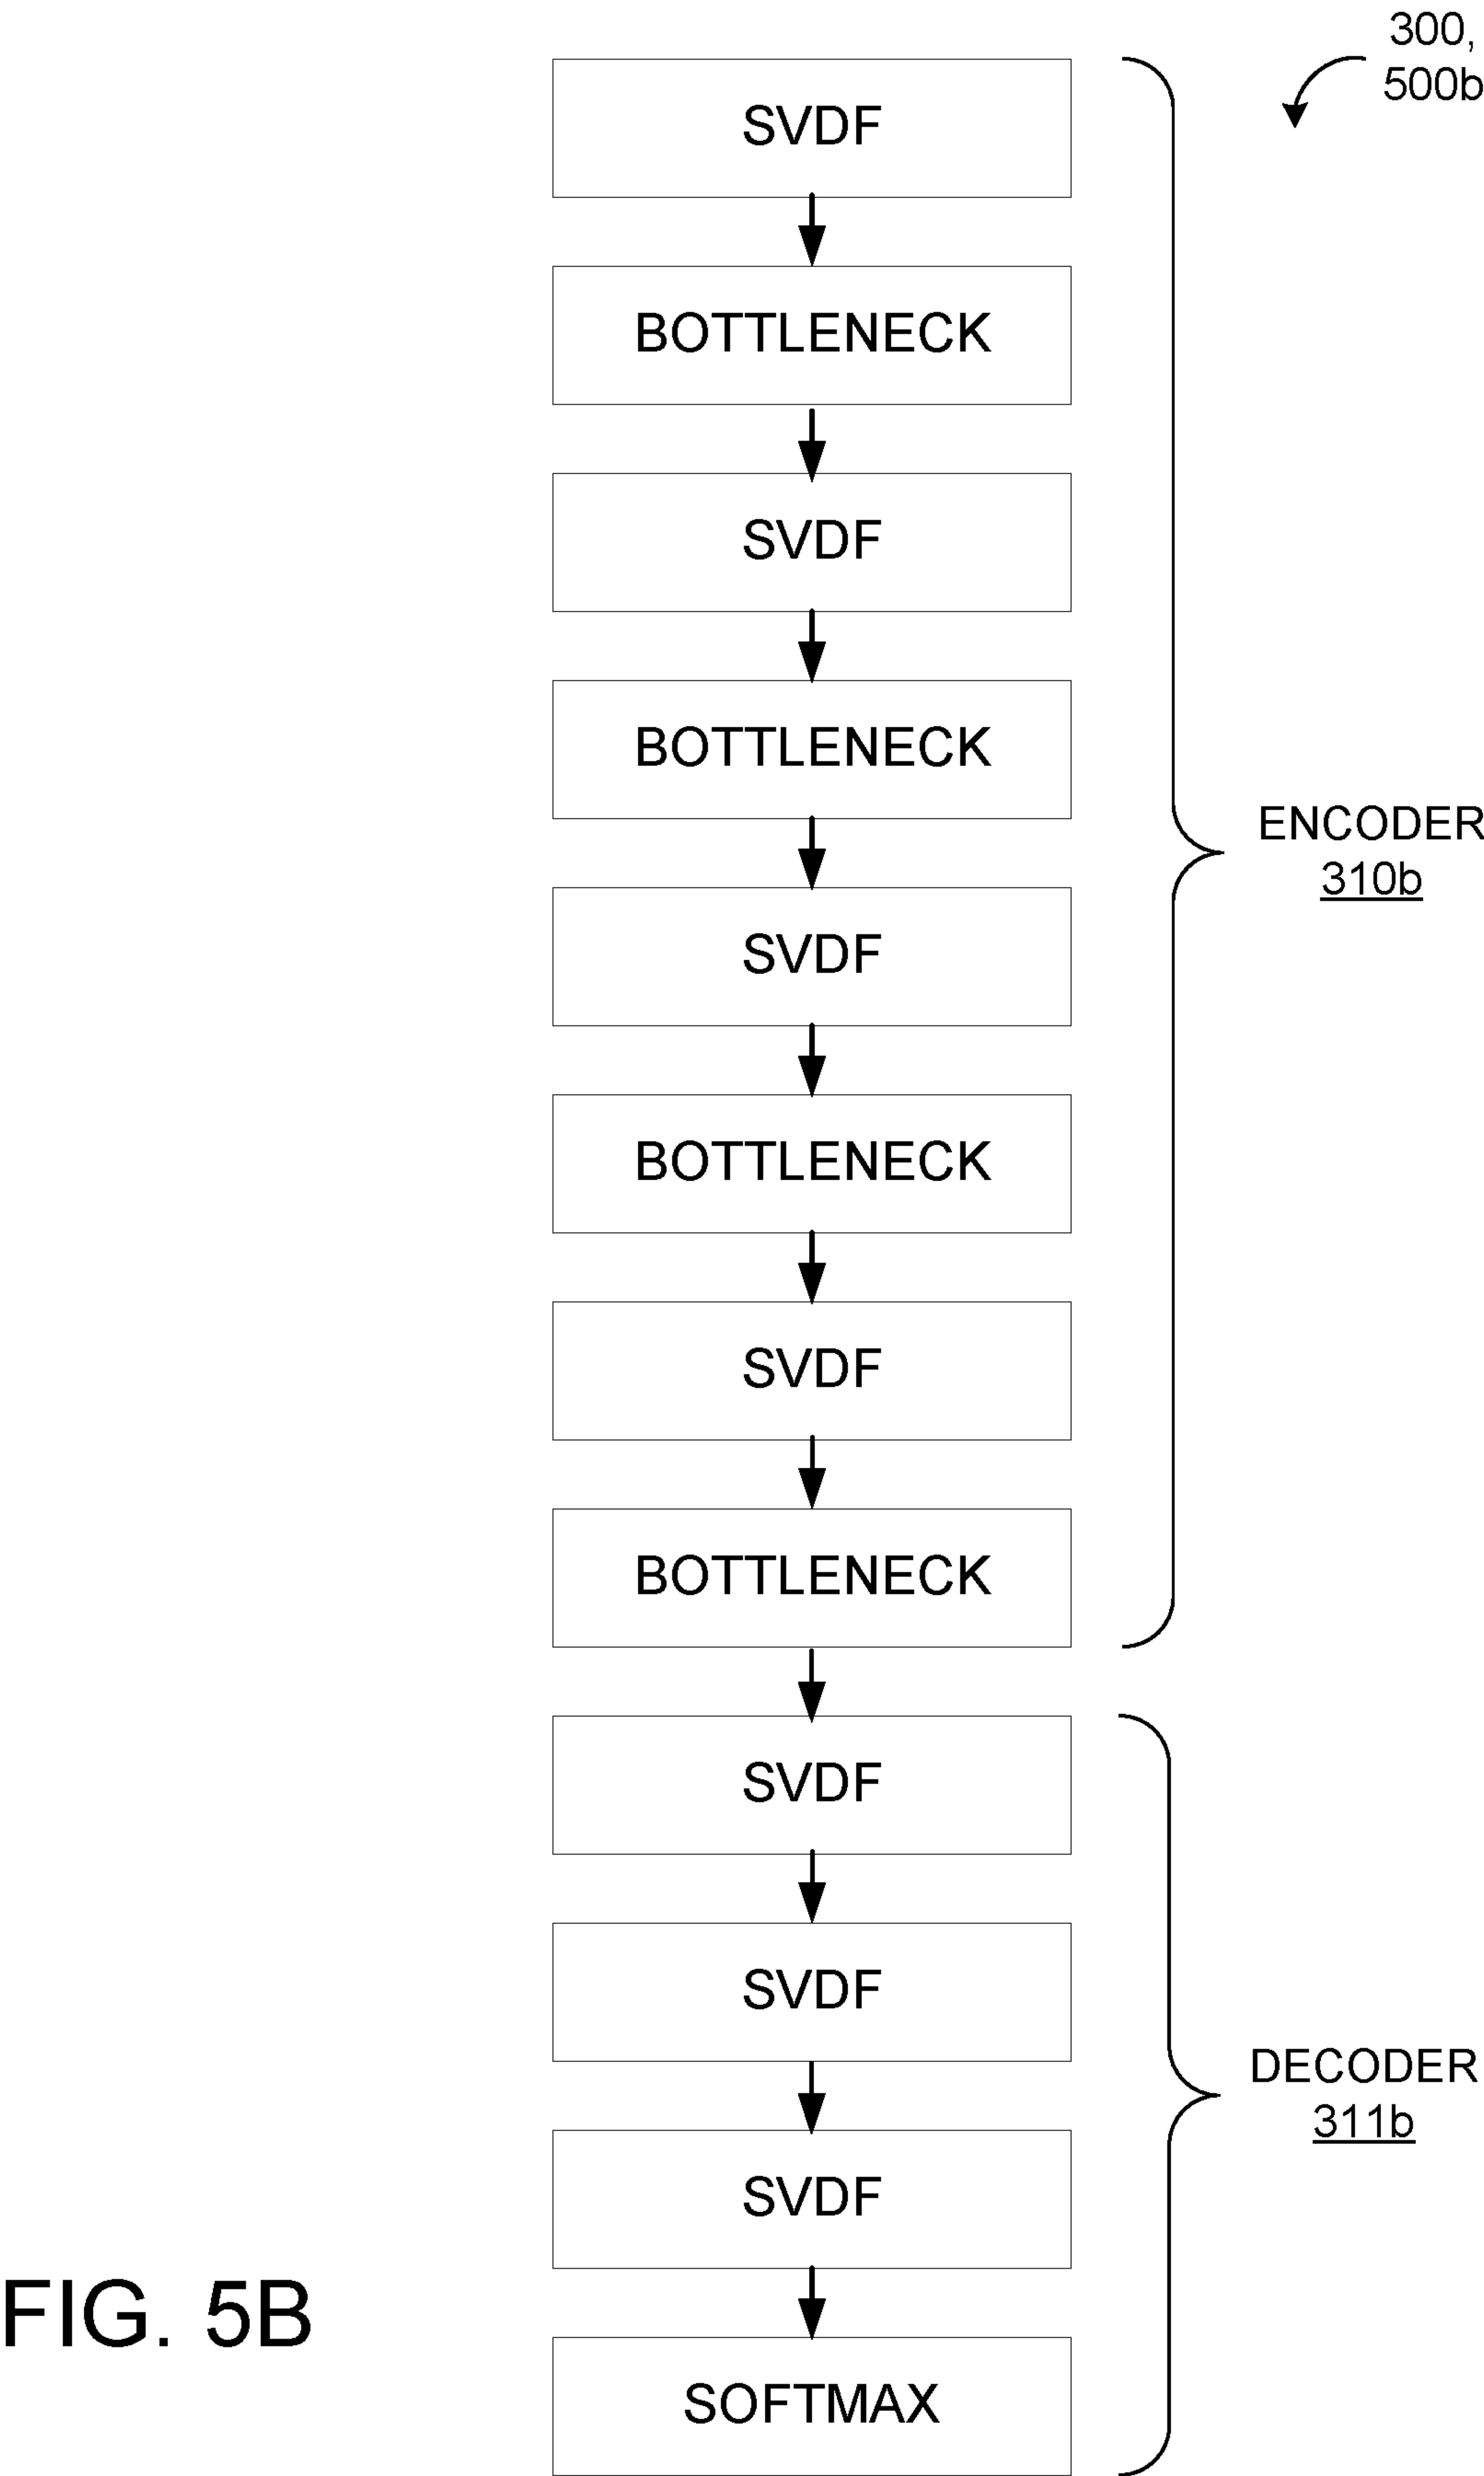 300,
500b
SVDF
BOTTLENECK
SVDF
BOTTLENECK
ENCODER
310b
SVDF
BOTTLENECK
SVDF
BOTTLENECK
SVDF
SVDF
DECODER
311b
SVDF
SOFTMAX
FIG. 5B